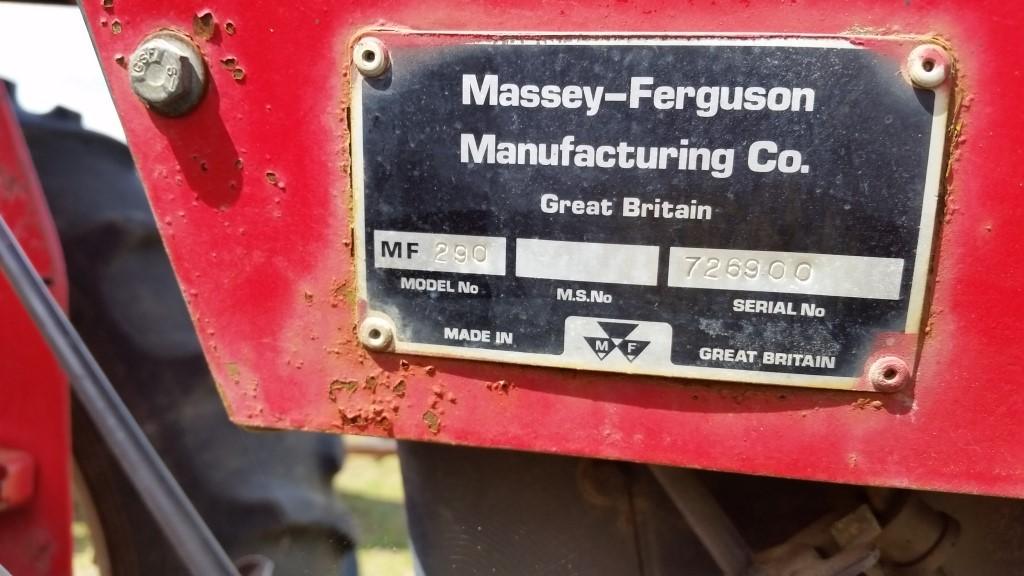 Massey-Ferguson
Manufacturing Co.
Great Britain
MF 290 726900
MODEL No M.S.No SERIAL No
MADE IN M F GREAT BRITAIN